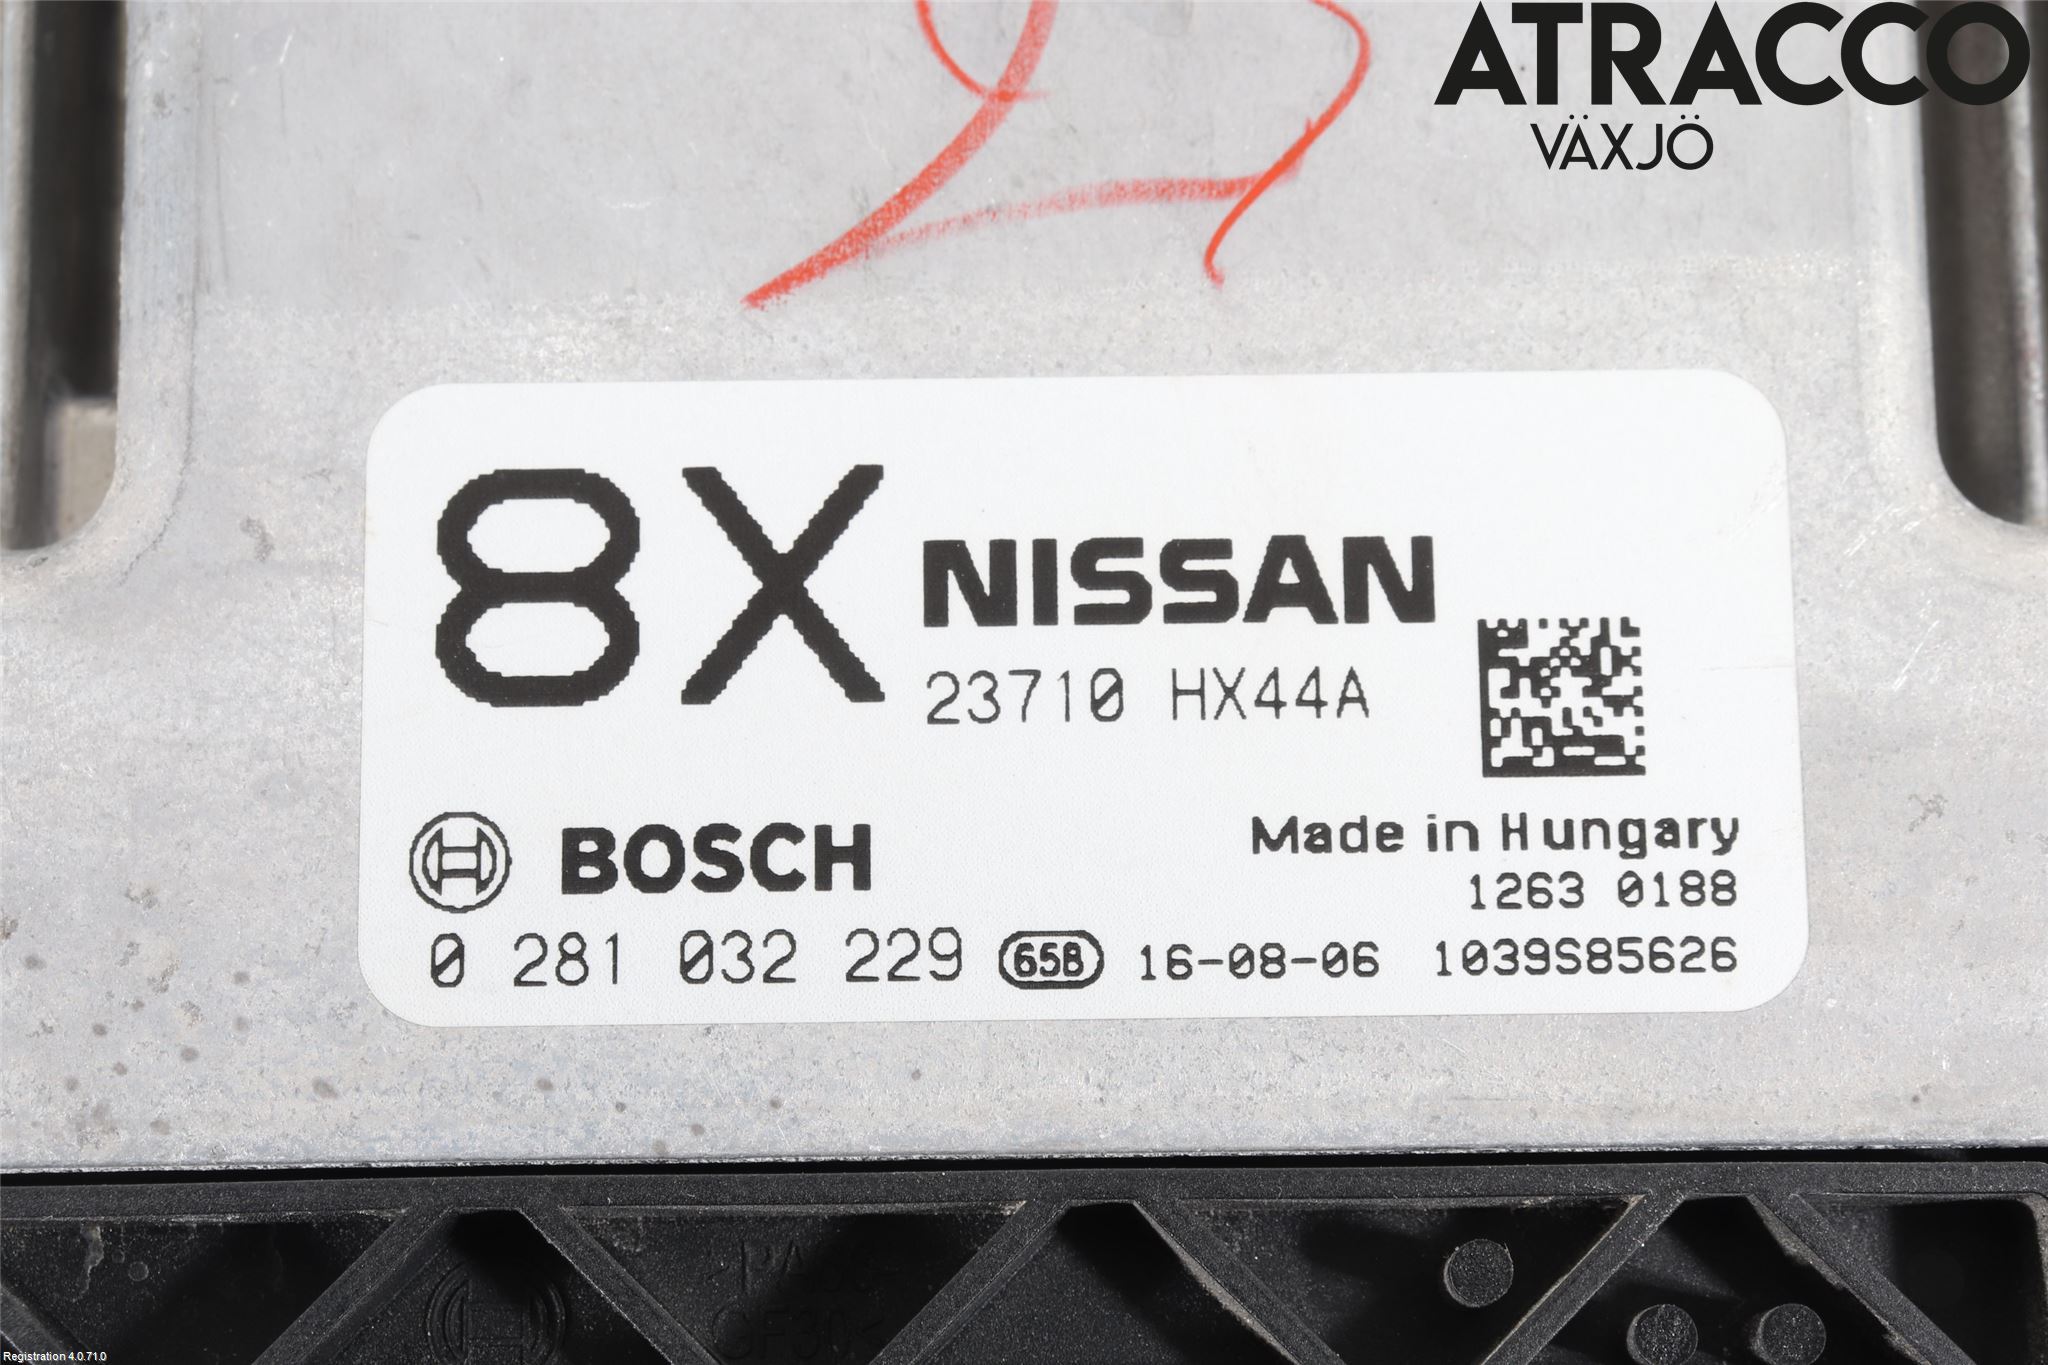 ATRACCO
VÄXJÖ
8X NISSAN
23710 HX44A
BOSCH
Made in Hungary
1263 0188
0 281 032 229 65B 16-08-06 1039S85626
Registration 4.0.71.0